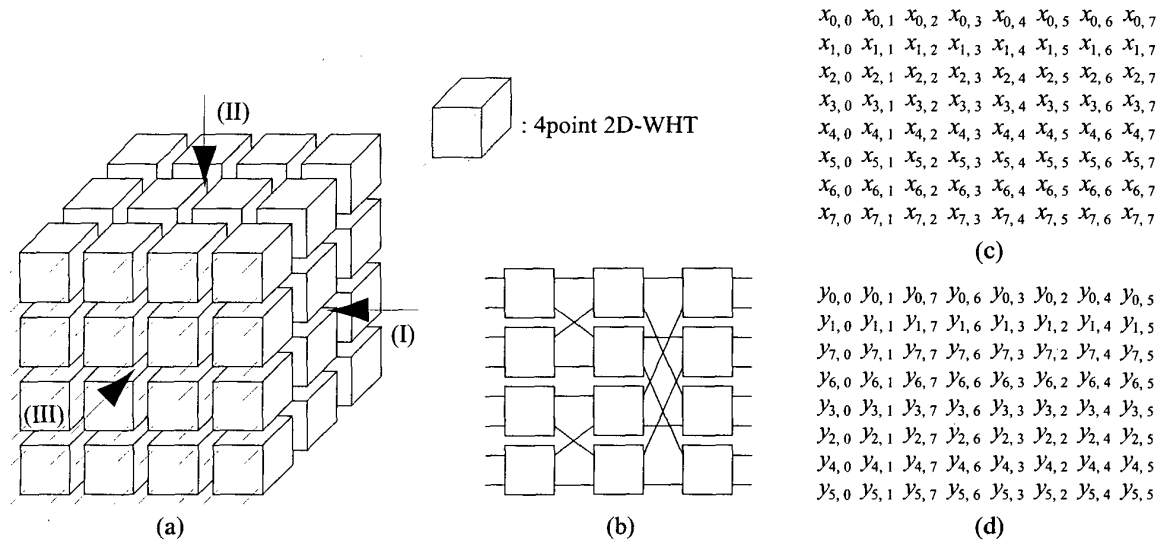 (II)
: 4point 2D-WHT
(I)
(III)
(a)
(b)
x0, 0 x0, 1 x0, 2 x0, 3 x0, 4 x0, 5 x0, 6 x0, 7
x1, 0 x1, 1 x1, 2 x1, 3 x1, 4 x1, 5 x1, 6 x1, 7
x2, 0 x2, 1 x2, 2 x2, 3 x2, 4 x2, 5 x2, 6 x2, 7
x3, 0 x3, 1 x3, 2 x3, 3 x3, 4 x3, 5 x3, 6 x3, 7
x4, 0 x4, 1 x4, 2 x4, 3 x4, 4 x4, 5 x4, 6 x4, 7
x5, 0 x5, 1 x5, 2 x5, 3 x5, 4 x5, 5 x5, 6 x5, 7
x6, 0 x6, 1 x6, 2 x6, 3 x6, 4 x6, 5 x6, 6 x6, 7
x7, 0 x7, 1 x7, 2 x7, 3 x7, 4 x7, 5 x7, 6 x7, 7
(c)
y0, 0 y0, 1 y0, 7 y0, 6 y0, 3 y0, 2 y0, 4 y0, 5
y1, 0 y1, 1 y1, 7 y1, 6 y1, 3 y1, 2 y1, 4 y1, 5
y7, 0 y7, 1 y7, 7 y7, 6 y7, 3 y7, 2 y7, 4 y7, 5
y6, 0 y6, 1 y6, 7 y6, 6 y6, 3 y6, 2 y6, 4 y6, 5
y3, 0 y3, 1 y3, 7 y3, 6 y3, 3 y3, 2 y3, 4 y3, 5
y2, 0 y2, 1 y2, 7 y2, 6 y2, 3 y2, 2 y2, 4 y2, 5
y4, 0 y4, 1 y4, 7 y4, 6 y4, 3 y4, 2 y4, 4 y4, 5
y5, 0 y5, 1 y5, 7 y5, 6 y5, 3 y5, 2 y5, 4 y5, 5
(d)